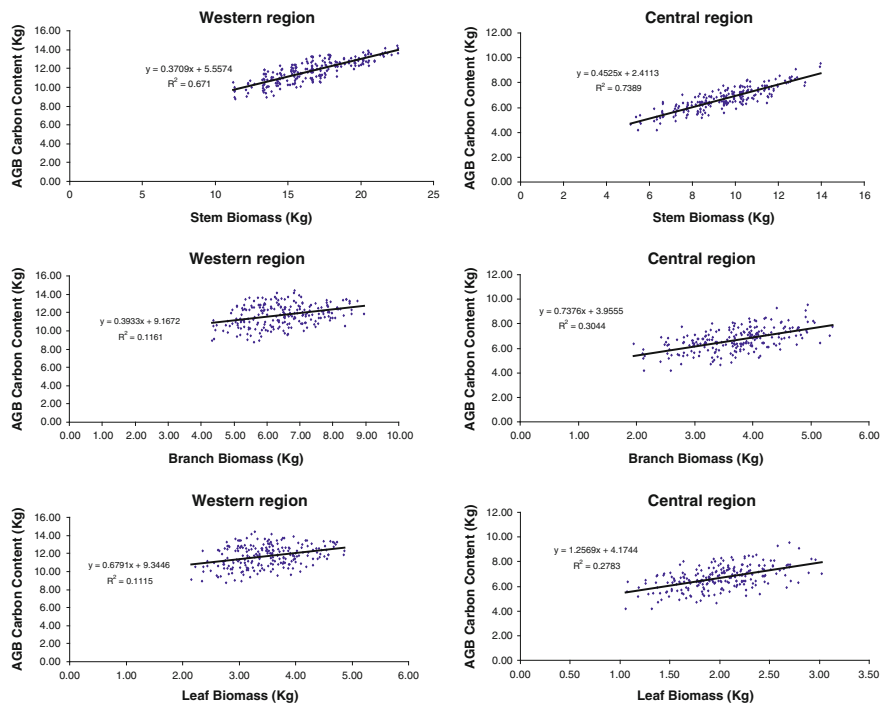 Western region
AGB Carbon Content (Kg)
16.00
14.00
12.00
10.00
8.00
6.00
4.00
2.00
0.00
y = 0.3709x + 5.5574
R2 = 0.671
0 5 10 15 20 25
Stem Biomass (Kg)
Central region
AGB Carbon Content (Kg)
12.00
10.00
8.00
6.00
4.00
2.00
0.00
y = 0.4525x + 2.4113
R2 = 0.7389
0 2 4 6 8 10 12 14 16
Stem Biomass (Kg)
Western region
AGB Carbon Content (Kg)
16.00
14.00
12.00
10.00
8.00
6.00
4.00
2.00
0.00
y = 0.3933x + 9.1672
R2 = 0.1161
0.00 1.00 2.00 3.00 4.00 5.00 6.00 7.00 8.00 9.00 10.00
Branch Biomass (Kg)
Central region
AGB Carbon Content (Kg)
12.00
10.00
8.00
6.00
4.00
2.00
0.00
y = 0.7376x + 3.9555
R2 = 0.3044
0.00 1.00 2.00 3.00 4.00 5.00 6.00
Branch Biomass (Kg)
Western region
AGB Carbon Content (Kg)
16.00
14.00
12.00
10.00
8.00
6.00
4.00
2.00
0.00
y = 0.6791x + 9.3446
R2 = 0.1115
0.00 1.00 2.00 3.00 4.00 5.00 6.00
Leaf Biomass (Kg)
Central region
AGB Carbon Content (Kg)
12.00
10.00
8.00
6.00
4.00
2.00
0.00
y = 1.2569x + 4.1744
R2 = 0.2783
0.00 0.50 1.00 1.50 2.00 2.50 3.00 3.50
Leaf Biomass (Kg)